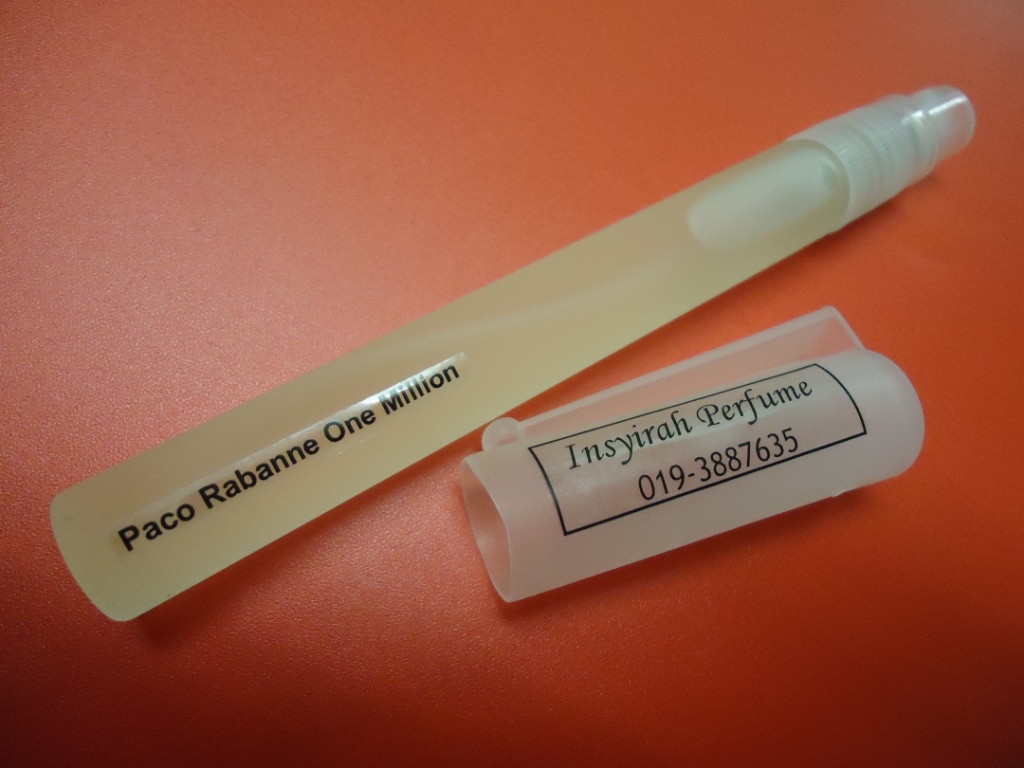 Paco Rabanne One Million
Insyirah Perfume
019-3887635